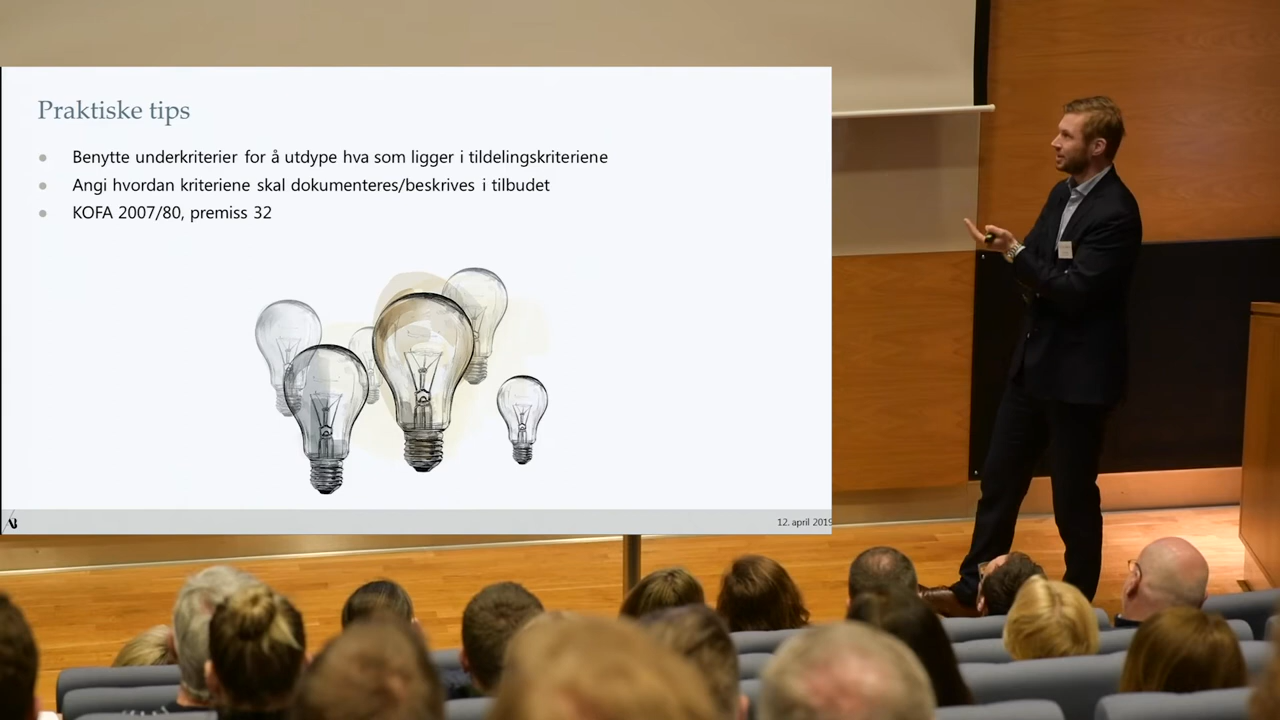 Praktiske tips
Benytte underkriterier for å utdype hva som ligger i tildelingskriteriene
Angi hvordan kriteriene skal dokumenteres/beskrives i tilbudet
KOFA 2007/80, premiss 32
12. april 2019